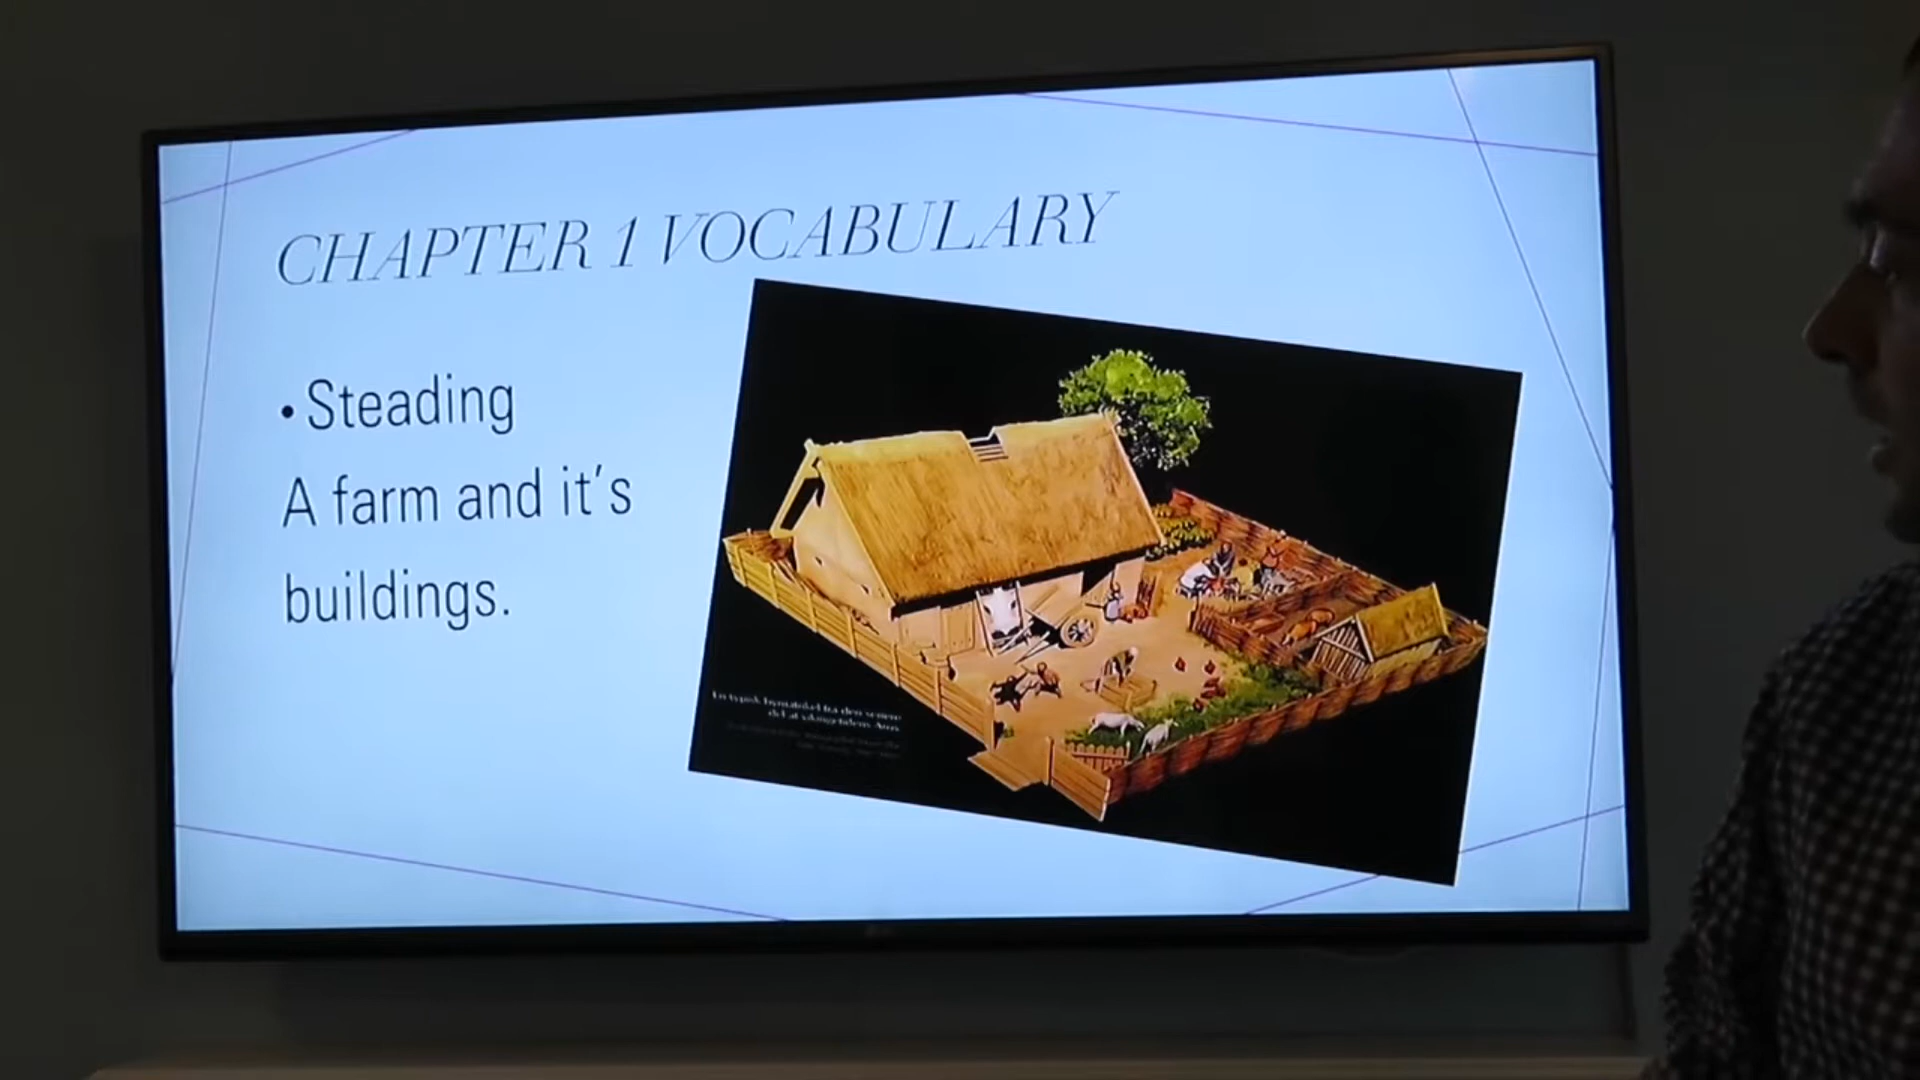 CHAPTER 1 VOCABULARY
• Steading
A farm and it's
buildings.